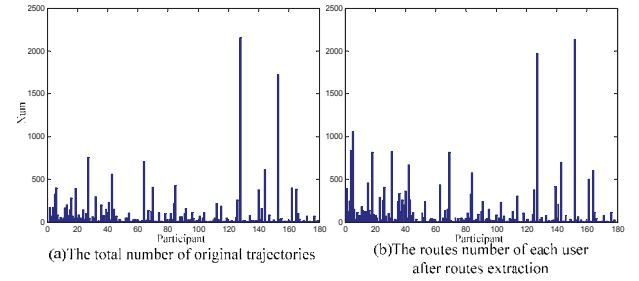 2500
2000
1500
1000
500
0
Num
0 20 40 60 80 100 120 140 160 180
Participant
(a)The total number of original trajectories
2500
2000
1500
1000
500
0
0 20 40 60 80 100 120 140 160 180
Participant
(b)The routes number of each user
after routes extraction